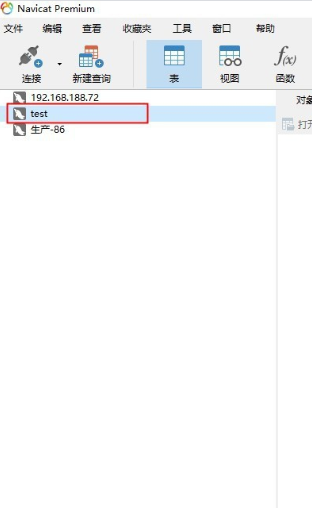 Navicat Premium
文件 编辑 查看 收藏夹 工具 窗口 帮助
连接 新建查询 表 视图 函数
f(x)
192.168.188.72
test
生产-86
对象
打开